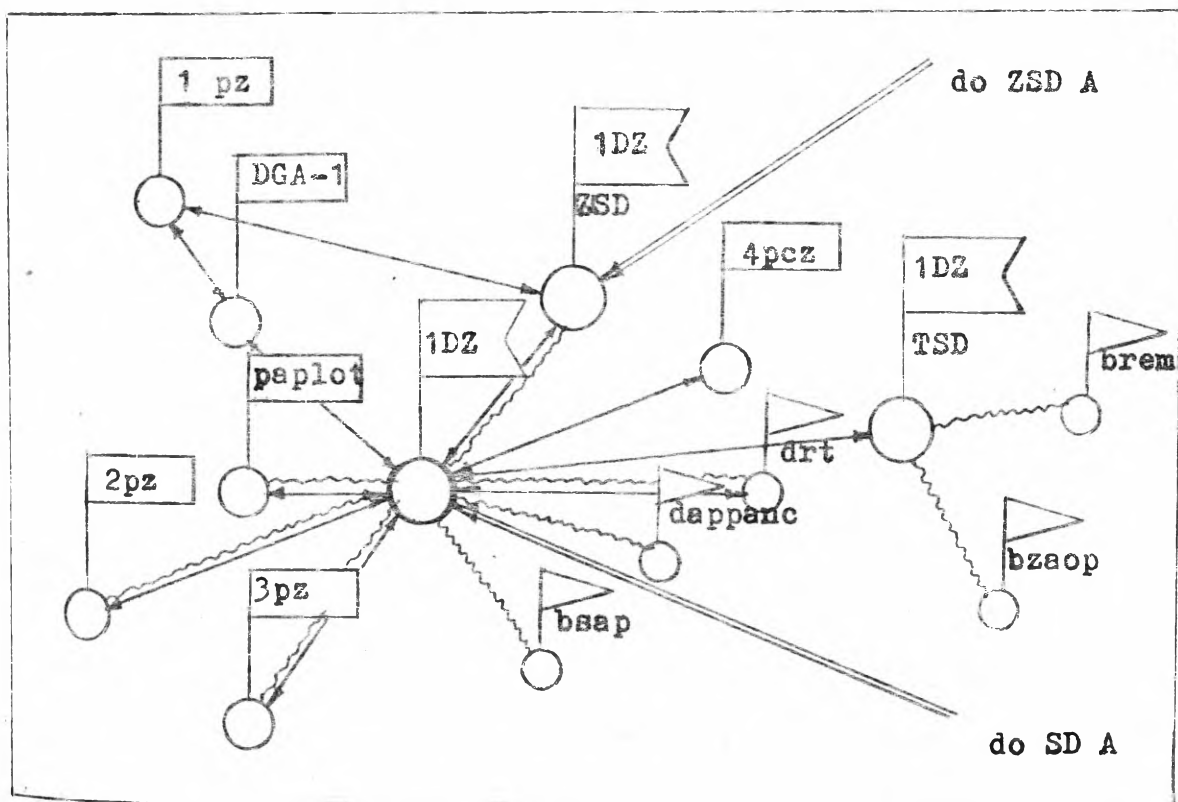 1 pz
do ZSD A
1DZ
DGA-1
ZSD
4pcz
1DZ
1DZ
TSD
brem
paplot
drt
2pz
dappanc
bzaop
3pz
bsap
do SD A